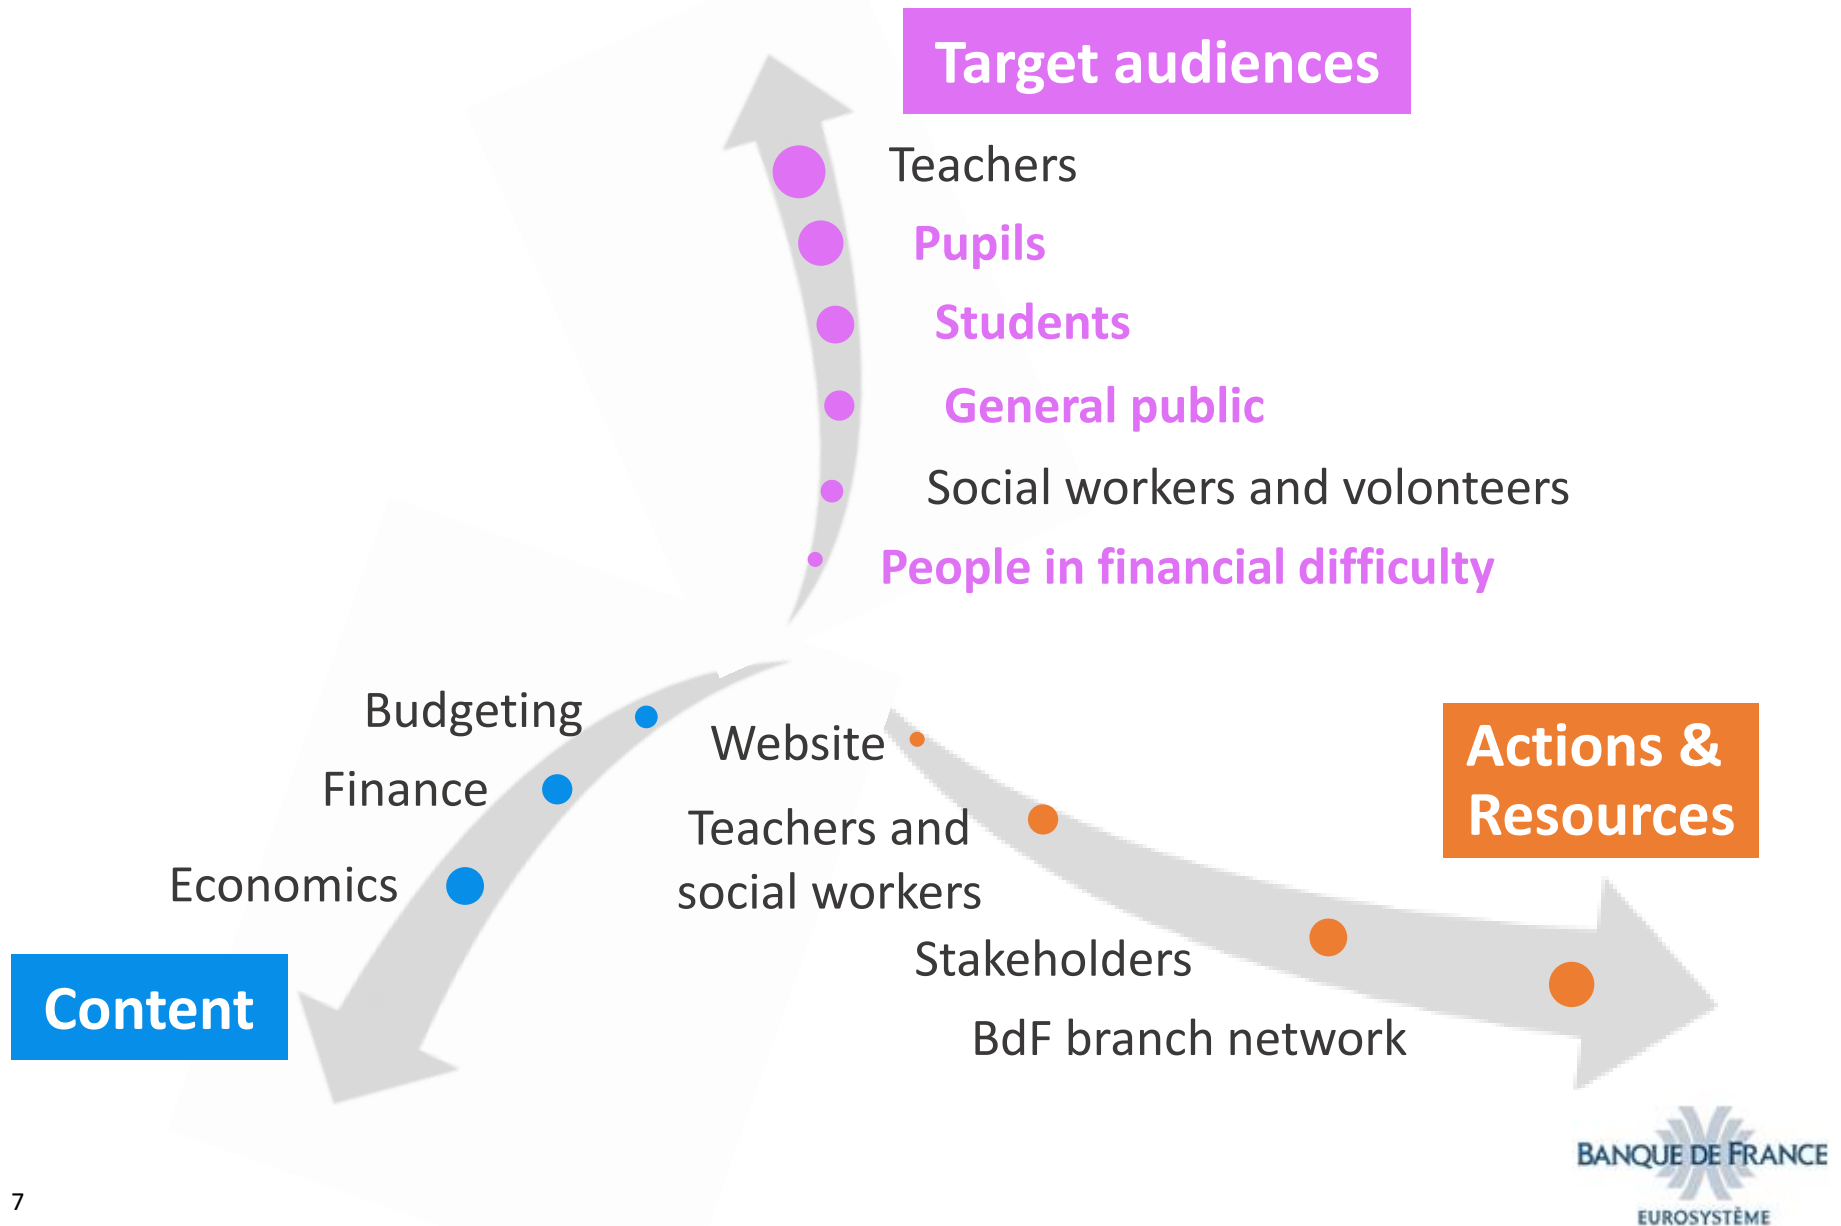 Target audiences
Teachers
Pupils
Students
General public
Social workers and volonteers
People in financial difficulty
Budgeting
Finance
Economics
Content
Website
Teachers and
social workers
Stakeholders
BdF branch network
Actions &
Resources
BANQUE DE FRANCE
EUROSYSTÈME
7